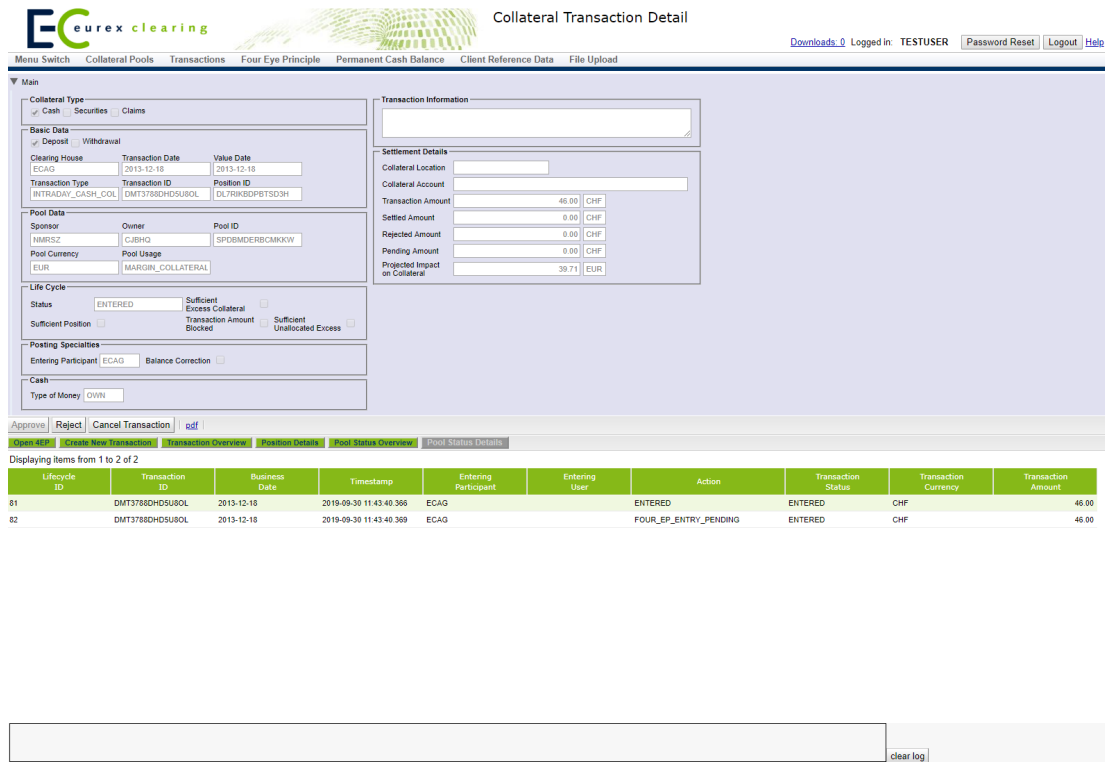 eurex clearing
Collateral Transaction Detail
Downloads: 0 Logged in: TESTUSER Password Reset Logout Help
Menu Switch Collateral Pools Transactions Four Eye Principle Permanent Cash Balance Client Reference Data File Upload
Main
Collateral Type
Cash Securities Claims
Basic Data
Deposit Withdrawal
Clearing House Transaction Date Value Date
ECAG 2013-12-18 2013-12-18
Transaction Type Transaction ID Position ID
INTRADAY_CASH_COL DMT3788DHD5U8OL DL7RIKBDPBTSD3H
Pool Data
Sponsor Owner Pool ID
NMRSZ CJBHQ SPDBMDERBCMKKW
Pool Currency Pool Usage
EUR MARGIN_COLLATERAL
Life Cycle
Status ENTERED Sufficient
Excess Collateral
Sufficient Position Transaction Amount
Blocked Sufficient
Unallocated Excess
Posting Specialties
Entering Participant ECAG Balance Correction
Cash
Type of Money OWN
Transaction Information
Settlement Details
Collateral Location
Collateral Account
Transaction Amount 46.00 CHF
Settled Amount 0.00 CHF
Rejected Amount 0.00 CHF
Pending Amount 0.00 CHF
Projected Impact
on Collateral 39.71 EUR
Approve Reject Cancel Transaction pdf
Open 4EP Create New Transaction Transaction Overview Position Details Pool Status Overview Pool Status Details
Displaying items from 1 to 2 of 2
Lifecycle ID Transaction ID Business Date Timestamp Entering Participant Entering User Action Transaction Status Transaction Currency Transaction Amount
81 DMT3788DHD5U8OL 2013-12-18 2019-09-30 11:43:40.366 ECAG ENTERED ENTERED CHF 46.00
82 DMT3788DHD5U8OL 2013-12-18 2019-09-30 11:43:40.369 ECAG FOUR_EP_ENTRY_PENDING ENTERED CHF 46.00
clear log